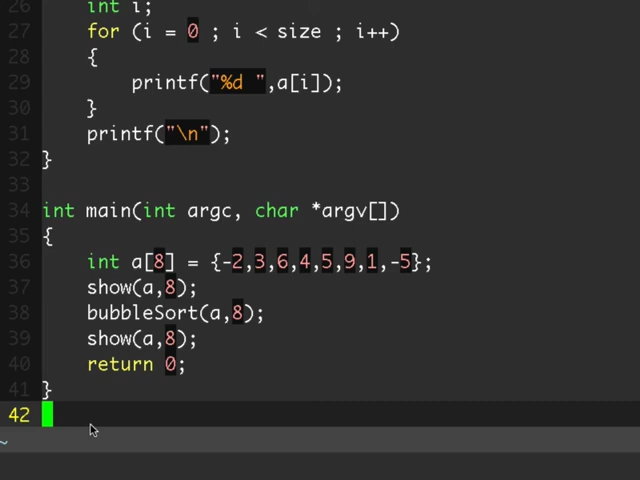 26 int i;
27 for (i = 0 ; i < size ; i++)
28 {
29 printf("%d ",a[i]);
30 }
31 printf("\n");
32 }
33
34 int main(int argc, char *argv[])
35 {
36 int a[8] = {-2,3,6,4,5,9,1,-5};
37 show(a,8);
38 bubbleSort(a,8);
39 show(a,8);
40 return 0;
41 }
42
~